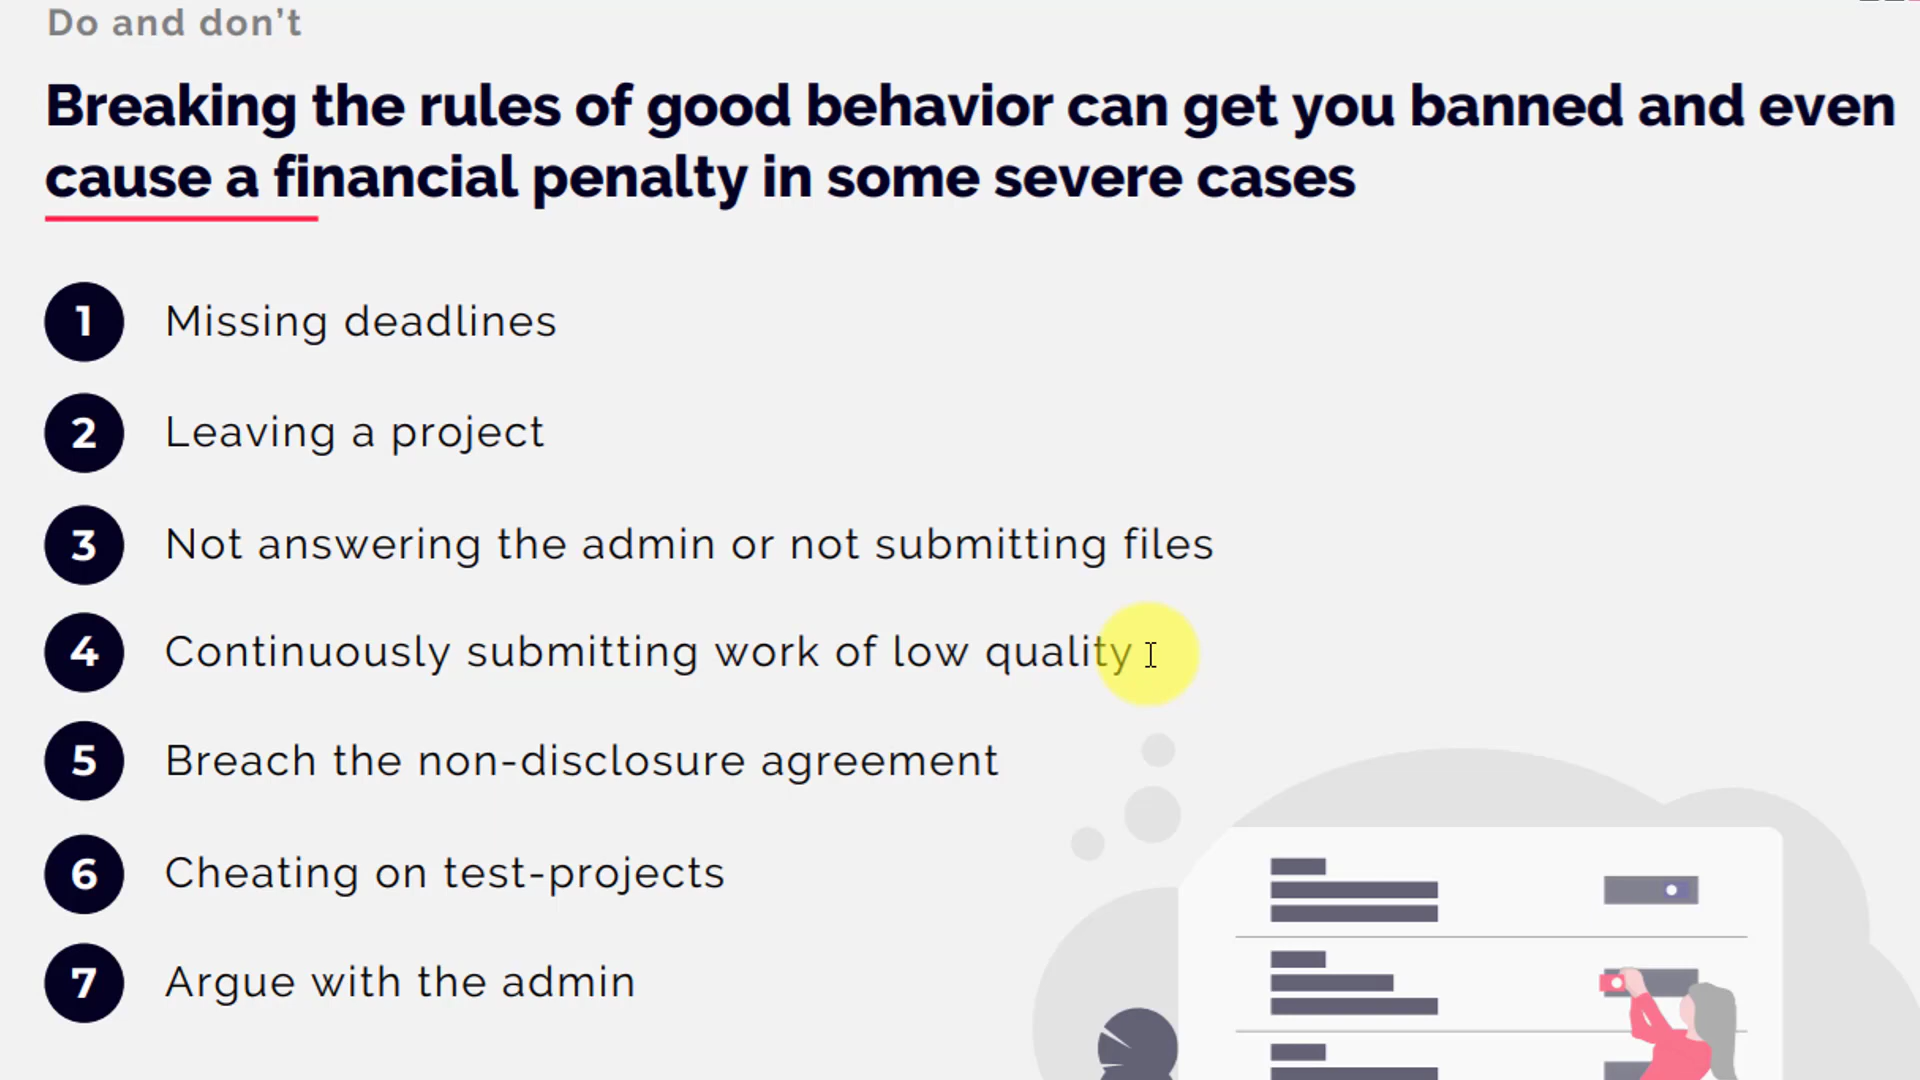 Do and don’t
Breaking the rules of good behavior can get you banned and even
cause a financial penalty in some severe cases
1 Missing deadlines
2 Leaving a project
3 Not answering the admin or not submitting files
4 Continuously submitting work of low quality
5 Breach the non-disclosure agreement
6 Cheating on test-projects
7 Argue with the admin